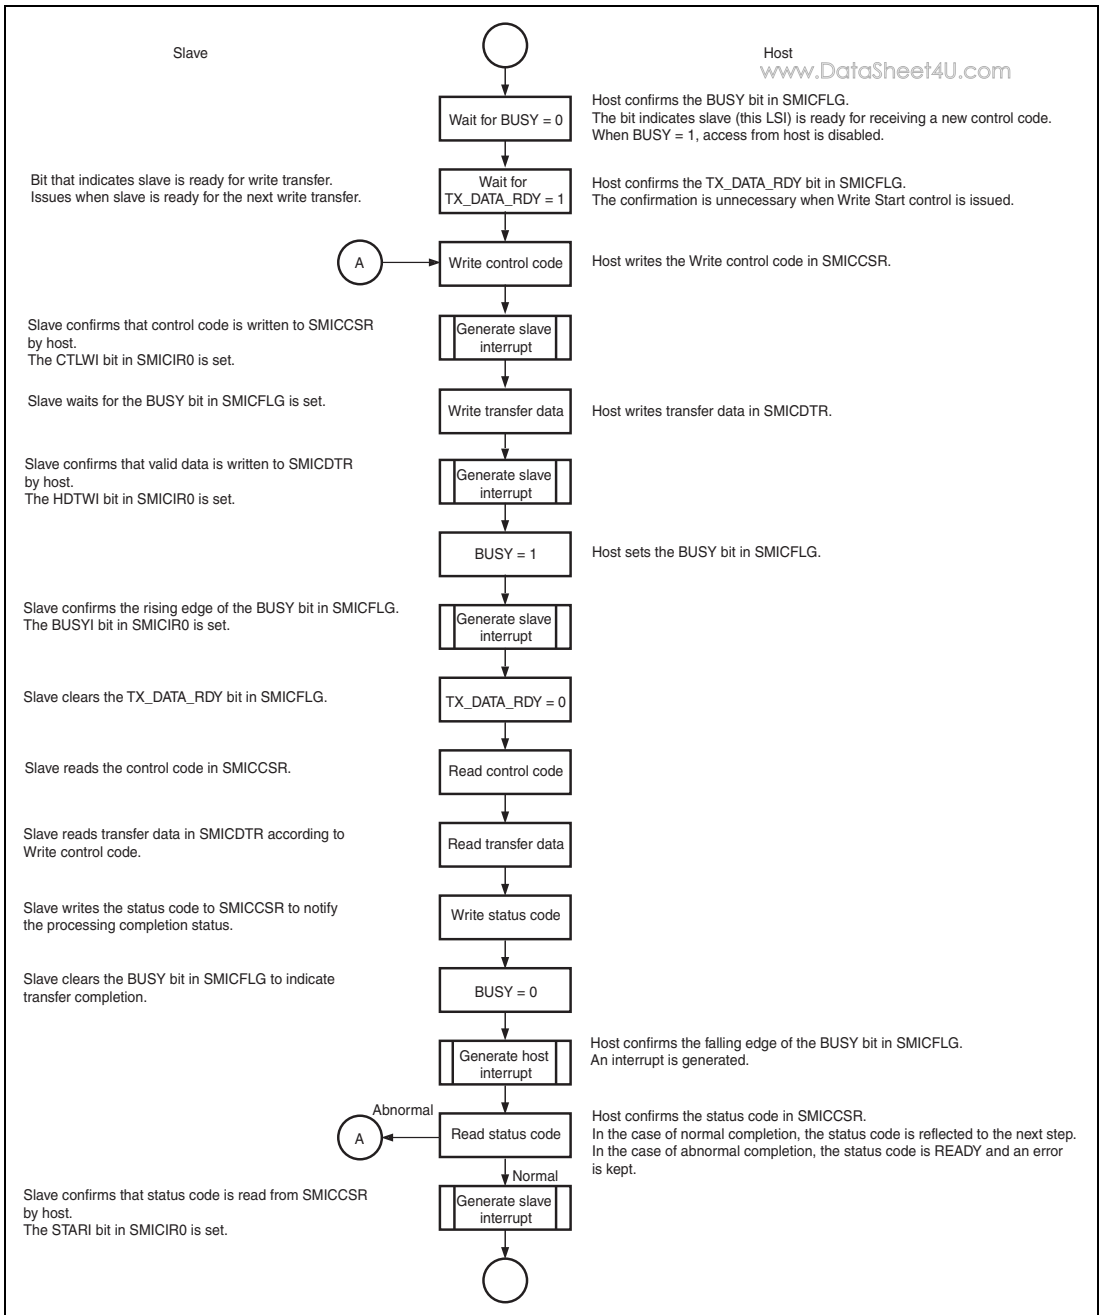 Slave
Host
www.DataSheet4U.com
Wait for BUSY = 0
Host confirms the BUSY bit in SMICFLG.
The bit indicates slave (this LSI) is ready for receiving a new control code.
When BUSY = 1, access from host is disabled.
Bit that indicates slave is ready for write transfer.
Issues when slave is ready for the next write transfer.
Wait for
TX_DATA_RDY = 1
Host confirms the TX_DATA_RDY bit in SMICFLG.
The confirmation is unnecessary when Write Start control is issued.
A
Write control code
Host writes the Write control code in SMICCSR.
Slave confirms that control code is written to SMICCSR
by host.
The CTLWI bit in SMICIR0 is set.
Generate slave
interrupt
Slave waits for the BUSY bit in SMICFLG is set.
Write transfer data
Host writes transfer data in SMICDTR.
Slave confirms that valid data is written to SMICDTR
by host.
The HDTWI bit in SMICIR0 is set.
Generate slave
interrupt
BUSY = 1
Host sets the BUSY bit in SMICFLG.
Slave confirms the rising edge of the BUSY bit in SMICFLG.
The BUSYI bit in SMICIR0 is set.
Generate slave
interrupt
Slave clears the TX_DATA_RDY bit in SMICFLG.
TX_DATA_RDY = 0
Slave reads the control code in SMICCSR.
Read control code
Slave reads transfer data in SMICDTR according to
Write control code.
Read transfer data
Slave writes the status code to SMICCSR to notify
the processing completion status.
Write status code
Slave clears the BUSY bit in SMICFLG to indicate
transfer completion.
BUSY = 0
Generate host
interrupt
Host confirms the falling edge of the BUSY bit in SMICFLG.
An interrupt is generated.
Abnormal
A
Read status code
Host confirms the status code in SMICCSR.
In the case of normal completion, the status code is reflected to the next step.
In the case of abnormal completion, the status code is READY and an error
is kept.
Normal
Slave confirms that status code is read from SMICCSR
by host.
The STARI bit in SMICIR0 is set.
Generate slave
interrupt